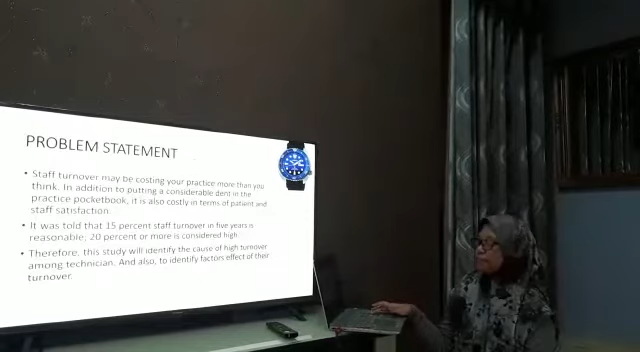 PROBLEM STATEMENT
• Staff turnover may be costing your practice more than you
think. In addition to putting a considerable dent in the
practice pocketbook, it is also costly in terms of patient and
staff satisfaction.
• It was told that 15 percent staff turnover in five years is
reasonable, 20 percent or more is considered high
• Therefore, this study will identify the cause of high turnover
among technician. And also, to identify factors effect of their
turnover.